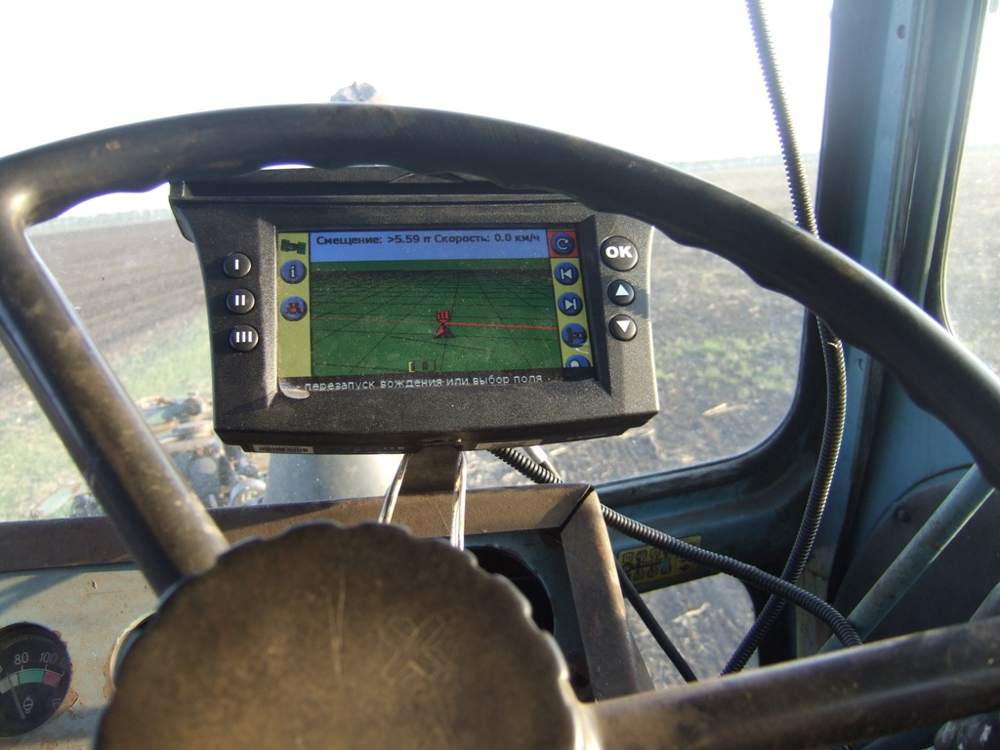 Смещение: >5.59 m Скорость: 0.0 км/ч
I
II
III
OK
перезапуск вождения или выбор поля
80 100